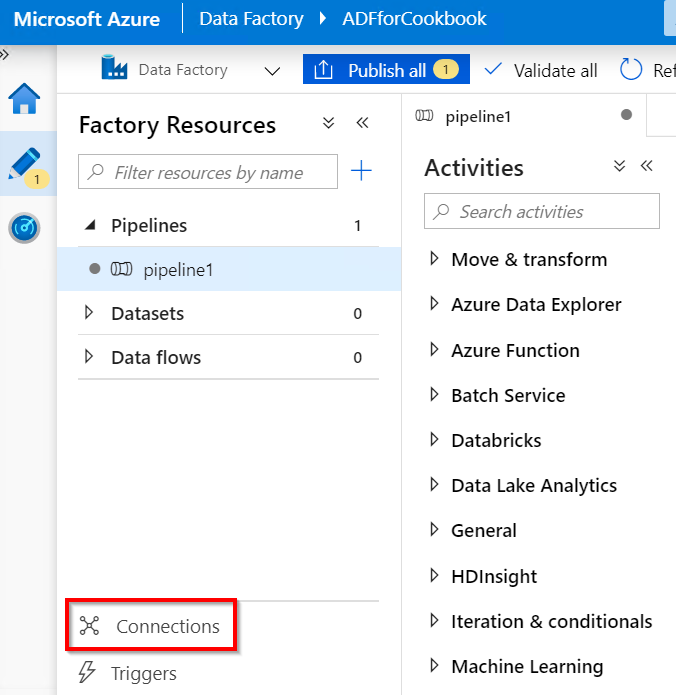 Microsoft Azure Data Factory ADFforCookbook
Data Factory Publish all 1 Validate all Ref
1
Factory Resources
Filter resources by name
Pipelines 1
pipeline1
Datasets 0
Data flows 0
Connections
Triggers
pipeline1
Activities
Search activities
Move & transform
Azure Data Explorer
Azure Function
Batch Service
Databricks
Data Lake Analytics
General
HDInsight
Iteration & conditionals
Machine Learning